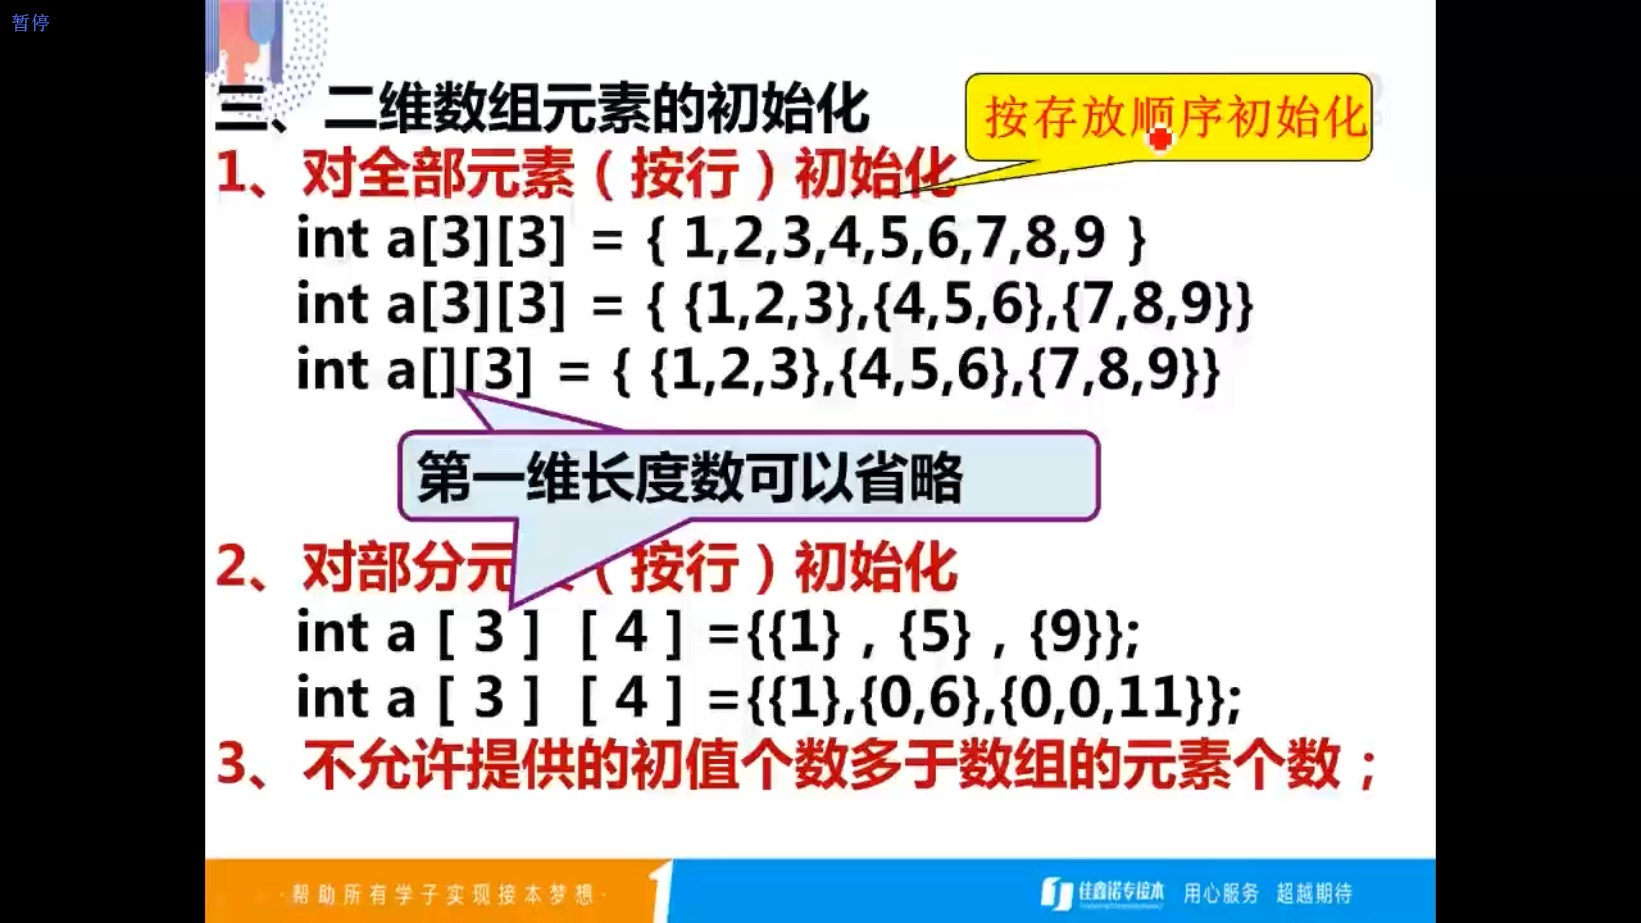 暂停
三、二维数组元素的初始化
按存放顺序初始化
1、对全部元素（按行）初始化
int a[3][3] = { 1,2,3,4,5,6,7,8,9 }
int a[3][3] = { {1,2,3},{4,5,6},{7,8,9}}
int a[][3] = { {1,2,3},{4,5,6},{7,8,9}}
第一维长度数可以省略
2、对部分元（按行）初始化
int a [ 3 ] [ 4 ] ={{1} , {5} , {9}};
int a [ 3 ] [ 4 ] ={{1},{0,6},{0,0,11}};
3、不允许提供的初值个数多于数组的元素个数；
·帮助所有学子实现接本梦想·
佳鑫诺专接本 用心服务 超越期待